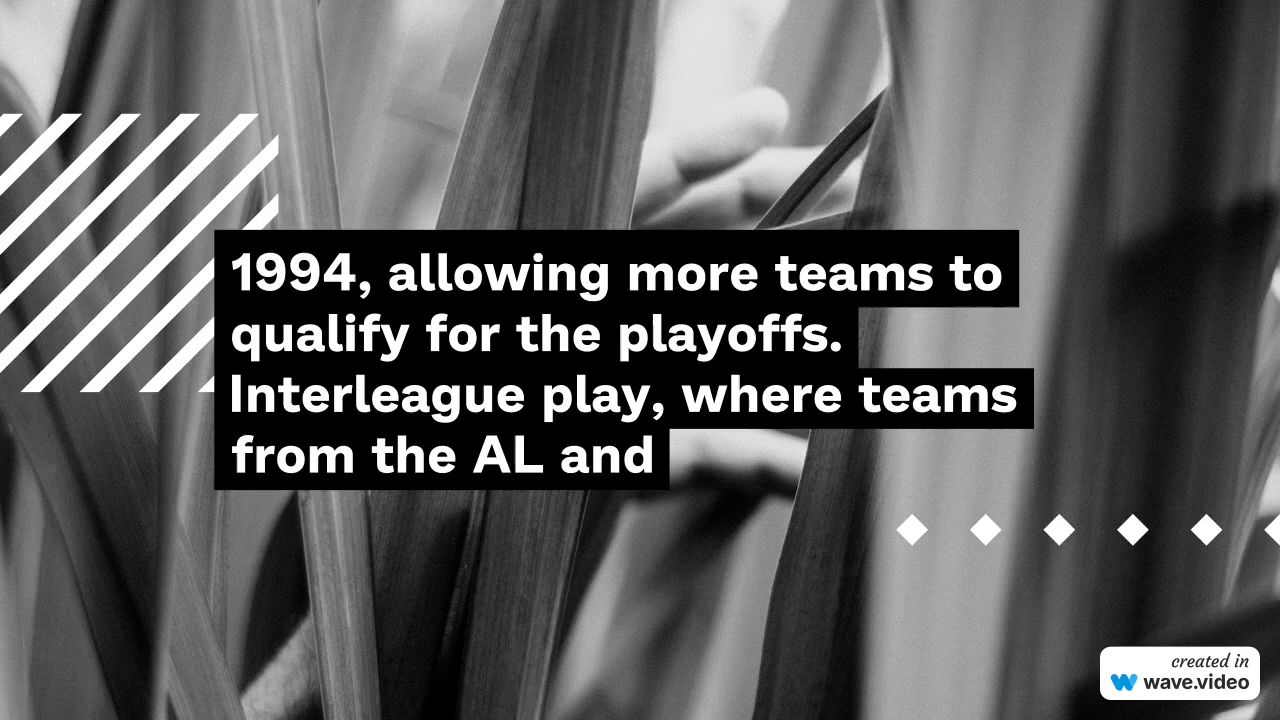 1994, allowing more teams to
qualify for the playoffs.
Interleague play, where teams
from the AL and
created in
wave.video